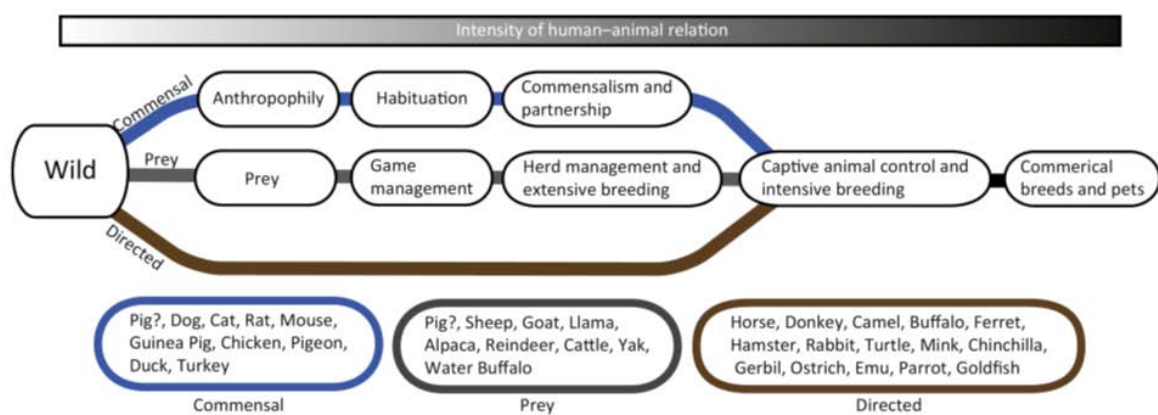 Intensity of human–animal relation
Commensal
Anthropophily
Habituation
Commensalism and
partnership
Wild
Prey
Prey
Game
management
Herd management and
extensive breeding
Captive animal control and
intensive breeding
Commerical
breeds and pets
Directed
Pig?, Dog, Cat, Rat, Mouse,
Guinea Pig, Chicken, Pigeon,
Duck, Turkey
Commensal
Pig?, Sheep, Goat, Llama,
Alpaca, Reindeer, Cattle, Yak,
Water Buffalo
Prey
Horse, Donkey, Camel, Buffalo, Ferret,
Hamster, Rabbit, Turtle, Mink, Chinchilla,
Gerbil, Ostrich, Emu, Parrot, Goldfish
Directed